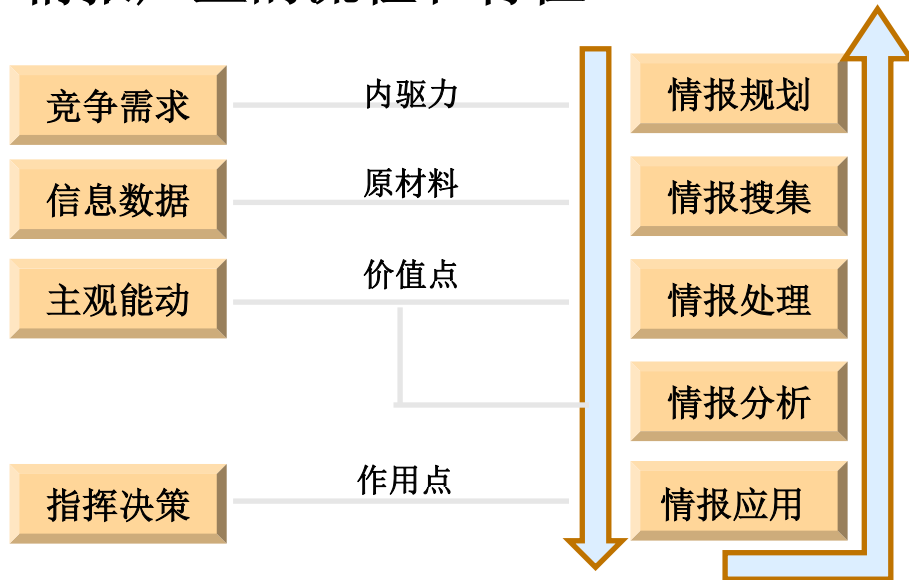 竞争需求 内驱力 情报规划
信息数据 原材料 情报搜集
主观能动 价值点 情报处理
情报分析
指挥决策 作用点 情报应用